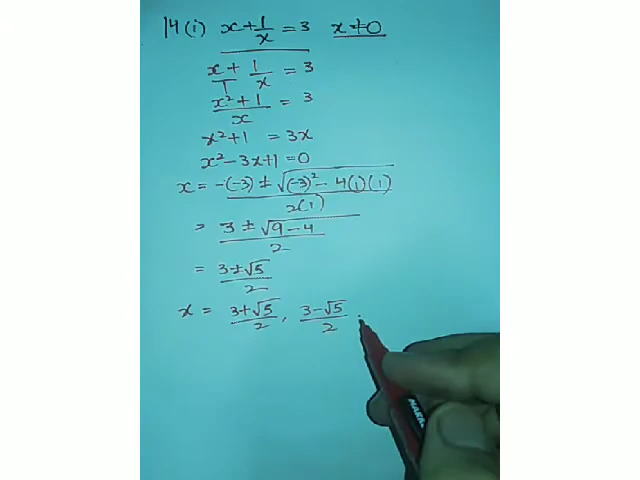 14(i) x + 1/x = 3 x ≠ 0
x/1 + 1/x = 3
(x² + 1)/x = 3
x² + 1 = 3x
x² - 3x + 1 = 0
x = (-(-3) ± √((-3)² - 4(1)(1)))/2(1)
= (3 ± √(9 - 4))/2
= (3 ± √5)/2
x = (3 + √5)/2, (3 - √5)/2.